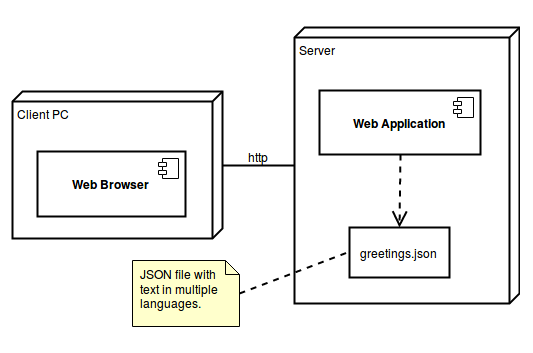 Server
Client PC
Web Application
Web Browser
http
greetings.json
JSON file with
text in multiple
languages.